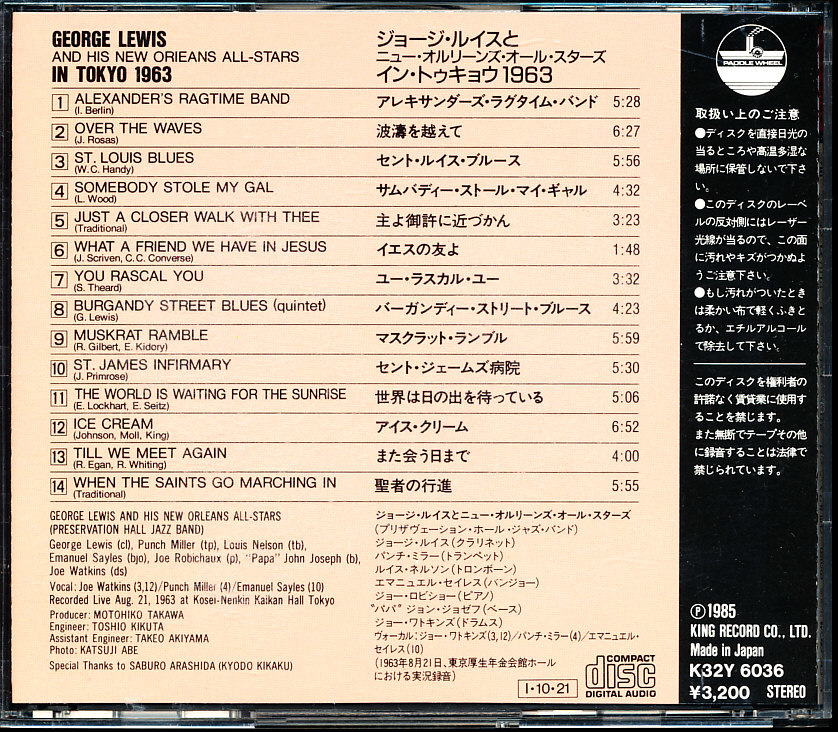 GEORGE LEWIS
AND HIS NEW ORIEANS ALL-STARS
IN TOKYO 1963
ジョージ・ルイスと
ニュー・オルリーンズ・オール・スターズ
イン・トゥキョウ1963
1 ALEXANDER'S RAGTIME BAND アレキサンダーズ・ラグタイム・バンド 5:28
(I. Berlin)
2 OVER THE WAVES 波濤を越えて 6:27
(J. Rosas)
3 ST. LOUIS BLUES セント・ルイス・ブルース 5:56
(W.C. Handy)
4 SOMEBODY STOLE MY GAL サムバディー・ストール・マイ・ギャル 4:32
(L. Wood)
5 JUST A CLOSER WALK WITH THEE 主よ御許に近づかん 3:23
(Traditional)
6 WHAT A FRIEND WE HAVE IN JESUS イエスの友よ 1:48
(J. Scriven, C.C. Converse)
7 YOU RASCAL YOU ユー・ラスカル・ユー 3:32
(S. Theard)
8 BURGANDY STREET BLUES (quintet) バーガンディー・ストリート・ブルース 4:23
(G. Lewis)
9 MUSKRAT RAMBLE マスクラット・ランブル 5:59
(R. Gilbert, E. Kidory)
10 ST. JAMES INFIRMARY セント・ジェームズ病院 5:30
(J. Primrose)
11 THE WORLD IS WAITING FOR THE SUNRISE 世界は日の出を待っている 5:06
(E. Lockhart, E. Seitz)
12 ICE CREAM アイス・クリーム 6:52
(Johnson, Moll, King)
13 TILL WE MEET AGAIN また会う日まで 4:00
(R. Egan, R. Whiting)
14 WHEN THE SAINTS GO MARCHING IN 聖者の行進 5:55
(Traditional)
GEORGE LEWIS AND HIS NEW ORLEANS ALL-STARS
(PRESERVATION HALL JAZZ BAND)
George Lewis (cl), Punch Miller (tp), Louis Nelson (tb),
Emanuel Sayles (bjo), Joe Robichaux (p), "Papa" John Joseph (b),
Joe Watkins (ds)
Vocal: Joe Watkins (3,12)/Punch Miller (4)/Emanuel Sayles (10)
Recorded Live Aug. 21, 1963 at Kosei-Nenkin Kaikan Hall Tokyo
Producer: MOTOHIKO TAKAWA
Engineer: TOSHIO KIKUTA
Assistant Engineer: TAKEO AKIYAMA
Photo: KATSUJI ABE
Special Thanks to SABURO ARASHIDA (KYODO KIKAKU)
ジョージ・ルイスとニュー・オルリーンズ・オール・スターズ
(プリザヴェーション・ホール・ジャズ・バンド)
ジョージ・ルイス(クラリネット)
パンチ・ミラー(トランペット)
ルイス・ネルソン(トロンボーン)
エマニュエル・セイレス(バンジョー)
ジョー・ロビショー(ピアノ)
"パパ" ジョン・ジョゼフ(ベース)
ジョー・ワトキンズ(ドラムス)
ヴォーカル:ジョー・ワトキンズ(3,12)/パンチ・ミラー(4)/エマニュエル・
セイレス(10)
(1963年8月21日、東京厚生年金会館ホール
における実況録音)
1・10・21
COMPACT
disc
DIGITAL AUDIO
PADDLE WHEEL
取扱い上のご注意
●ディスクを直接日光の
当るところや高温多湿な
場所に保管しないで下さ
い。
●このディスクのレーベ
ルの反対側にはレーザー
光線が当るので、この面
に汚れやキズがつかぬよ
うご注意下さい。
●もし汚れがついたとき
は柔かい布で軽くふきと
るか、エチルアルコール
で除去して下さい。
このディスクを権利者の
許諾なく賃貸業に使用す
ることを禁じます。
また無断でテープその他
に録音することは法律で
禁じられています。
Ⓟ1985
KING RECORD CO., LTD.
Made in Japan
K32Y 6036
¥3,200 STEREO